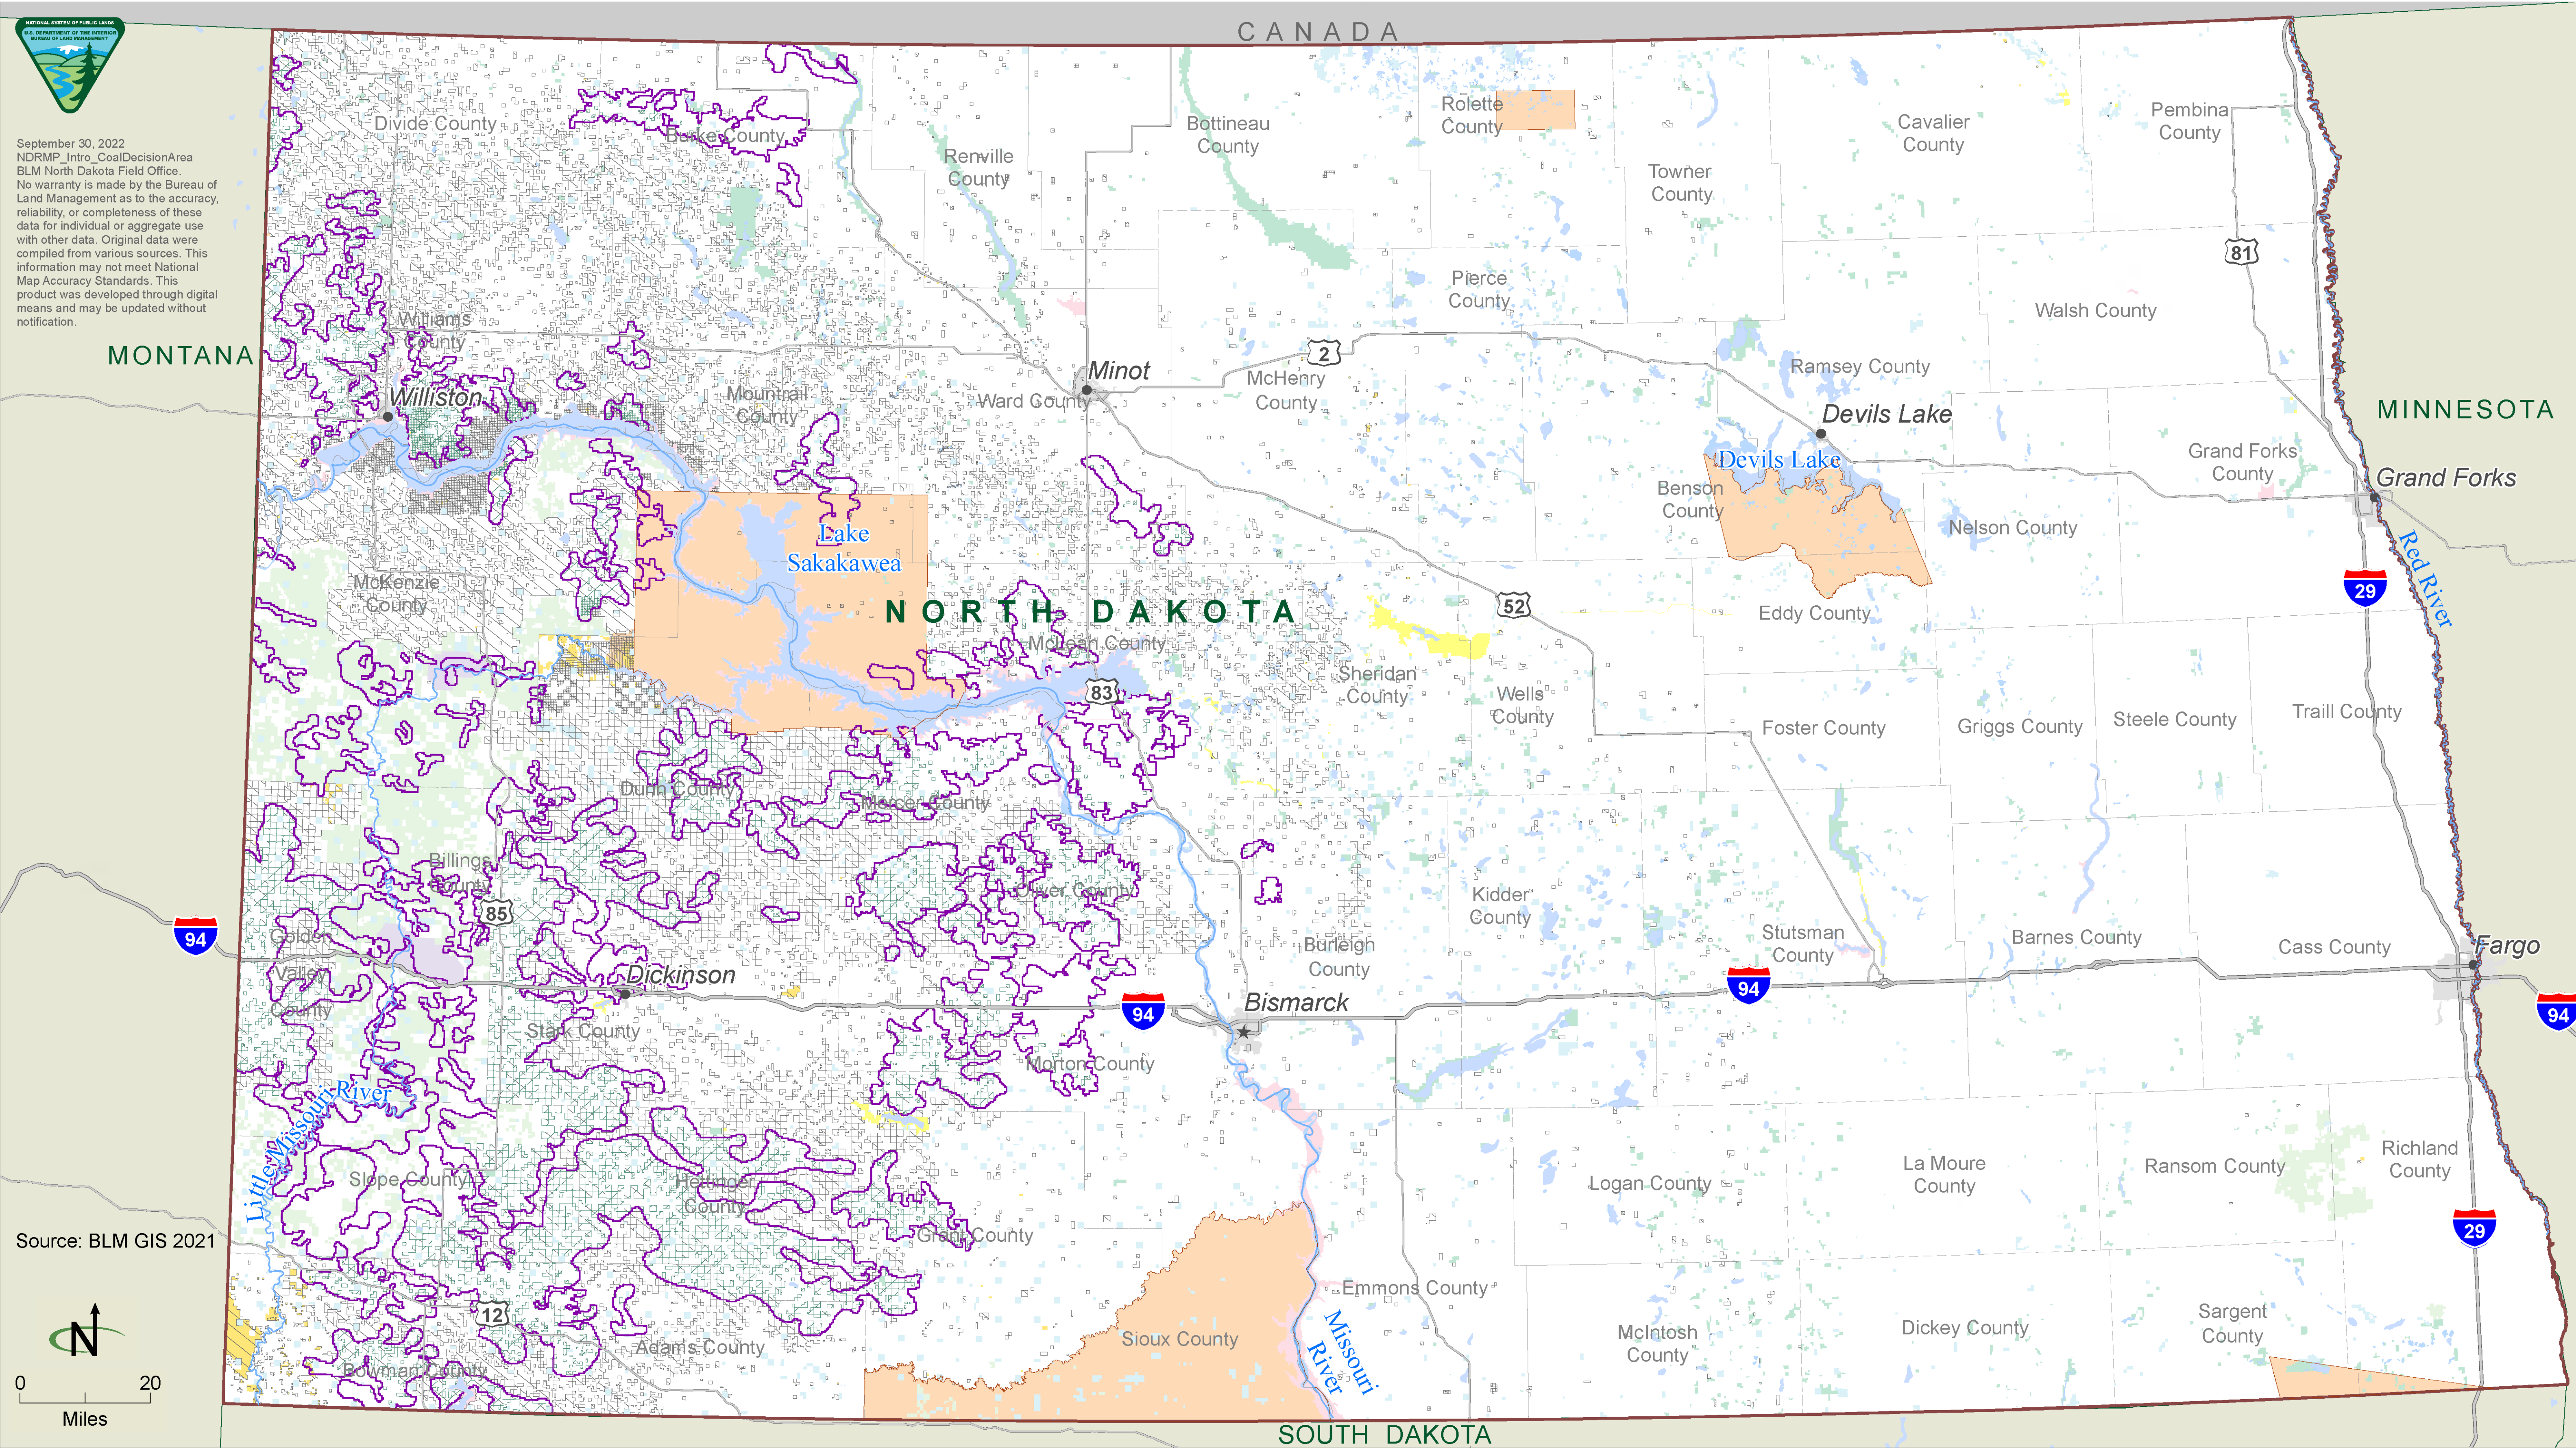 CANADA
NATIONAL SYSTEM OF PUBLIC LANDS
U.S. DEPARTMENT OF THE INTERIOR
BUREAU OF LAND MANAGEMENT
September 30, 2022
NDRMP_Intro_CoalDecisionArea
BLM North Dakota Field Office.
No warranty is made by the Bureau of
Land Management as to the accuracy,
reliability, or completeness of these
data for individual or aggregate use
with other data. Original data were
compiled from various sources. This
information may not meet National
Map Accuracy Standards. This
product was developed through digital
means and may be updated without
notification.
MONTANA
MINNESOTA
NORTH DAKOTA
SOUTH DAKOTA
Divide County
Burke County
Renville
County
Bottineau
County
Rolette
County
Towner
County
Cavalier
County
Pembina
County
81
Pierce
County
Walsh County
Williams
County
2
Minot
Ramsey County
McHenry
County
Williston
Mountrail
County
Ward County
Devils Lake
Devils Lake
Grand Forks
County
Grand Forks
Benson
County
Nelson County
Red River
Lake
Sakakawea
McKenzie
County
52
29
Eddy County
McLean County
83
Sheridan
County
Wells
County
Foster County
Griggs County
Steele County
Traill County
Dunn County
Mercer County
Billings
County
85
Oliver County
Kidder
County
Golden
Valley
County
94
Burleigh
County
Stutsman
County
Barnes County
Cass County
Fargo
Dickinson
94
94
94
Bismarck
Stark County
Morton County
Little Missouri River
Slope County
Hettinger
County
Grant County
Logan County
La Moure
County
Ransom County
Richland
County
29
Source: BLM GIS 2021
Emmons County
12
Adams County
Sioux County
Missouri
River
McIntosh
County
Dickey County
Sargent
County
Bowman County
N
0 20
Miles